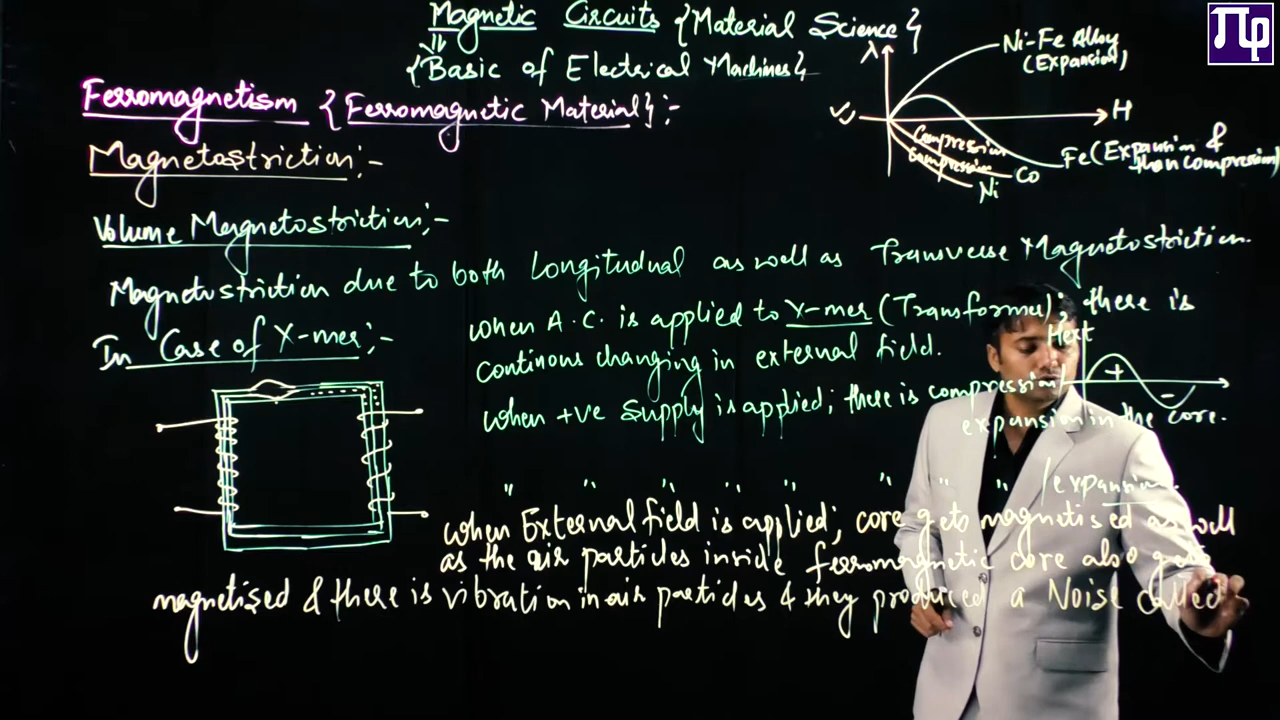 Magnetic Circuits {Material Science}
{Basic of Electrical Machines}
Πφ
Ferromagnetism {Ferromagnetic Material}:-
λ
H
Ni-Fe Alloy
(Expansion)
Compression
Compression
Fe (Expansion &
then compression)
Co
Ni
Magnetostriction:-
Volume Magnetostriction:-
Magnetostriction due to both Longitudual as well as Transverse Magnetostriction.
In Case of X-mer:-
when A.C. is applied to X-mer (Transformer); there is
continous changing in external field.
Hext
+
-
when +ve supply is applied; there is compression/
expansion in the core.
" " " " " " " " /expansion.
when External field is applied; core gets magnetised as well
as the air particles inside ferromagnetic core also gets
magnetised & there is vibration in air particles & they produced a Noise called